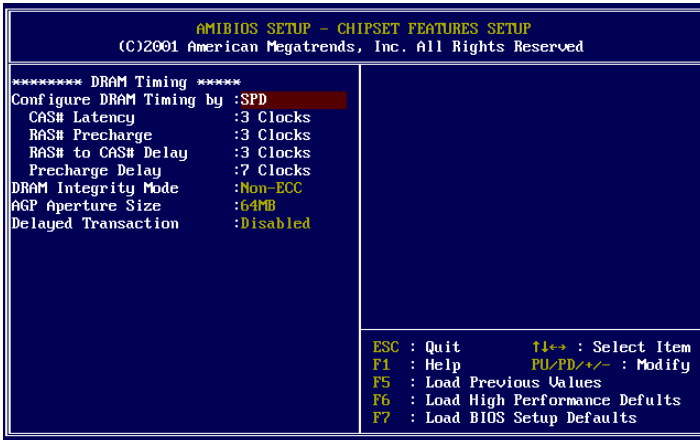 AMIBIOS SETUP - CHIPSET FEATURES SETUP
(C)2001 American Megatrends, Inc. All Rights Reserved
******** DRAM Timing *****
Configure DRAM Timing by :SPD
CAS# Latency :3 Clocks
RAS# Precharge :3 Clocks
RAS# to CAS# Delay :3 Clocks
Precharge Delay :7 Clocks
DRAM Integrity Mode :Non-ECC
AGP Aperture Size :64MB
Delayed Transaction :Disabled
ESC : Quit ↑↓←→ : Select Item
F1 : Help PU/PD/+/- : Modify
F5 : Load Previous Values
F6 : Load High Performance Defults
F7 : Load BIOS Setup Defaults